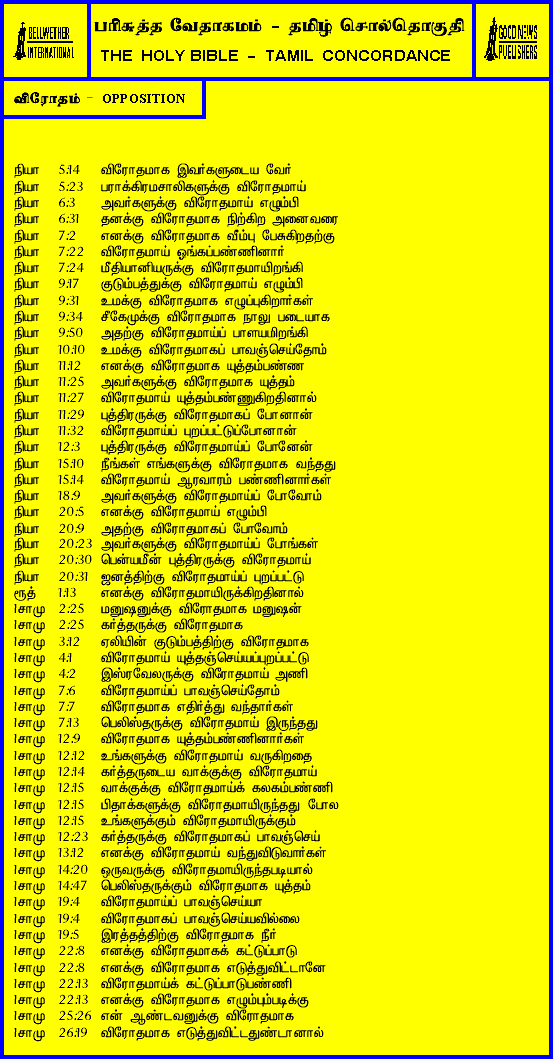 BELLWETHER
INTERNATIONAL
பரிசுத்த வேதாகமம் - தமிழ் சொல்தொகுதி
THE HOLY BIBLE - TAMIL CONCORDANCE
GOOD NEWS
PUBLISHERS
விரோதம் - OPPOSITION
நியா 5:14 விரோதமாக இவர்களுடைய வேர்
நியா 5:23 பராக்கிரமசாலிகளுக்கு விரோதமாய்
நியா 6:3 அவர்களுக்கு விரோதமாய் எழும்பி
நியா 6:31 தனக்கு விரோதமாக நிற்கிற அனைவரை
நியா 7:2 எனக்கு விரோதமாக வீம்பு பேசுகிறதற்கு
நியா 7:22 விரோதமாய் ஓங்கப்பண்ணினார்
நியா 7:24 மீதியானியருக்கு விரோதமாயிறங்கி
நியா 9:17 குடும்பத்துக்கு விரோதமாய் எழும்பி
நியா 9:31 உமக்கு விரோதமாக எழுப்புகிறார்கள்
நியா 9:34 சீகேமுக்கு விரோதமாக நாலு படையாக
நியா 9:50 அதற்கு விரோதமாய்ப் பாளயமிறங்கி
நியா 10:10 உமக்கு விரோதமாகப் பாவஞ்செய்தோம்
நியா 11:12 எனக்கு விரோதமாக யுத்தம்பண்ண
நியா 11:25 அவர்களுக்கு விரோதமாக யுத்தம்
நியா 11:27 விரோதமாய் யுத்தம்பண்ணுகிறதினால்
நியா 11:29 புத்திரருக்கு விரோதமாகப் போனான்
நியா 11:32 விரோதமாய்ப் புறப்பட்டுப்போனான்
நியா 12:3 புத்திரருக்கு விரோதமாய்ப் போனேன்
நியா 15:10 நீங்கள் எங்களுக்கு விரோதமாக வந்தது
நியா 15:14 விரோதமாய் ஆரவாரம் பண்ணினார்கள்
நியா 18:9 அவர்களுக்கு விரோதமாய்ப் போவோம்
நியா 20:5 எனக்கு விரோதமாய் எழும்பி
நியா 20:9 அதற்கு விரோதமாகப் போவோம்
நியா 20:23 அவர்களுக்கு விரோதமாய்ப் போங்கள்
நியா 20:30 பென்யமீன் புத்திரருக்கு விரோதமாய்
நியா 20:31 ஜனத்திற்கு விரோதமாய்ப் புறப்பட்டு
ரூத் 1:13 எனக்கு விரோதமாயிருக்கிறதினால்
1சாமு 2:25 மனுஷனுக்கு விரோதமாக மனுஷன்
1சாமு 2:25 கர்த்தருக்கு விரோதமாக
1சாமு 3:12 ஏலியின் குடும்பத்திற்கு விரோதமாக
1சாமு 4:1 விரோதமாய் யுத்தஞ்செய்யப்புறப்பட்டு
1சாமு 4:2 இஸ்ரவேலருக்கு விரோதமாய் அணி
1சாமு 7:6 விரோதமாய்ப் பாவஞ்செய்தோம்
1சாமு 7:7 விரோதமாக எதிர்த்து வந்தார்கள்
1சாமு 7:13 பெலிஸ்தருக்கு விரோதமாய் இருந்தது
1சாமு 12:9 விரோதமாக யுத்தம்பண்ணினார்கள்
1சாமு 12:12 உங்களுக்கு விரோதமாய் வருகிறதை
1சாமு 12:14 கர்த்தருடைய வாக்குக்கு விரோதமாய்
1சாமு 12:15 வாக்குக்கு விரோதமாய்க் கலகம்பண்ணி
1சாமு 12:15 பிதாக்களுக்கு விரோதமாயிருந்தது போல
1சாமு 12:15 உங்களுக்கும் விரோதமாயிருக்கும்
1சாமு 12:23 கர்த்தருக்கு விரோதமாகப் பாவஞ்செய்
1சாமு 13:12 எனக்கு விரோதமாய் வந்துவிடுவார்கள்
1சாமு 14:20 ஒருவருக்கு விரோதமாயிருந்தபடியால்
1சாமு 14:47 பெலிஸ்தருக்கும் விரோதமாக யுத்தம்
1சாமு 19:4 விரோதமாய்ப் பாவஞ்செய்யா
1சாமு 19:4 விரோதமாகப் பாவஞ்செய்யவில்லை
1சாமு 19:5 இரத்தத்திற்கு விரோதமாக நீர்
1சாமு 22:8 எனக்கு விரோதமாகக் கட்டுப்பாடு
1சாமு 22:8 எனக்கு விரோதமாக எடுத்துவிட்டானே
1சாமு 22:13 விரோதமாய்க் கட்டுப்பாடுபண்ணி
1சாமு 22:13 எனக்கு விரோதமாக எழும்பும்படிக்கு
1சாமு 25:26 என் ஆண்டவனுக்கு விரோதமாக
1சாமு 26:19 விரோதமாக எடுத்துவிட்டதுண்டானால்